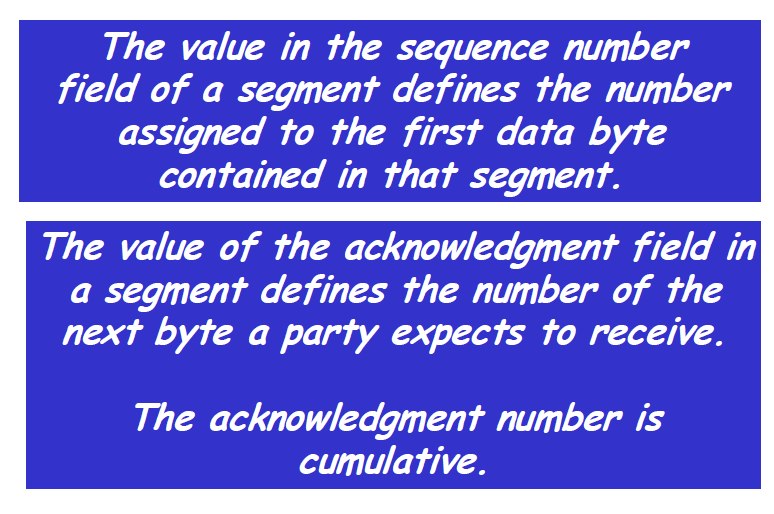 The value in the sequence number
field of a segment defines the number
assigned to the first data byte
contained in that segment.
The value of the acknowledgment field in
a segment defines the number of the
next byte a party expects to receive.
The acknowledgment number is
cumulative.